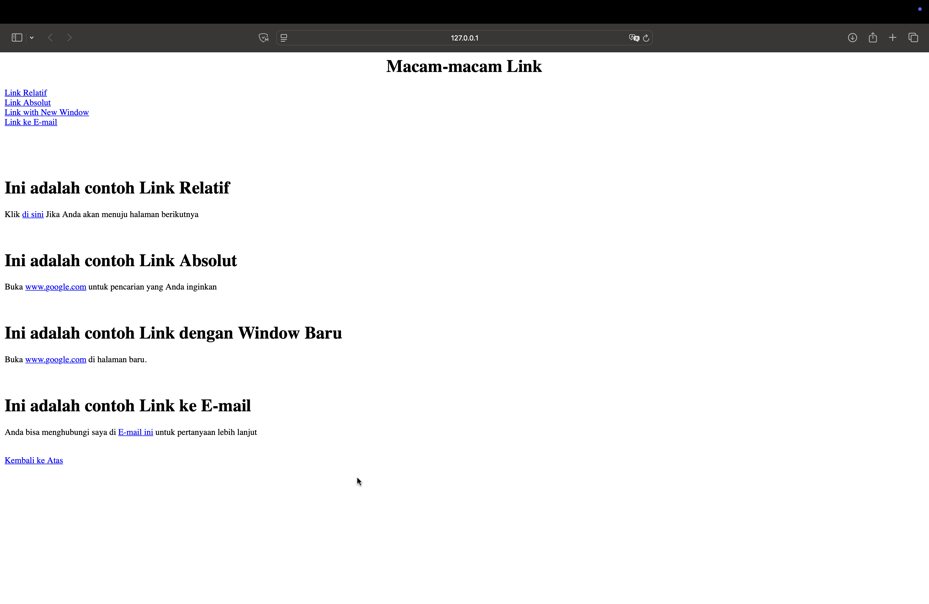 127.0.0.1
Macam-macam Link
Link Relatif
Link Absolut
Link with New Window
Link ke E-mail
Ini adalah contoh Link Relatif
Klik di sini Jika Anda akan menuju halaman berikutnya
Ini adalah contoh Link Absolut
Buka www.google.com untuk pencarian yang Anda inginkan
Ini adalah contoh Link dengan Window Baru
Buka www.google.com di halaman baru.
Ini adalah contoh Link ke E-mail
Anda bisa menghubungi saya di E-mail ini untuk pertanyaan lebih lanjut
Kembali ke Atas